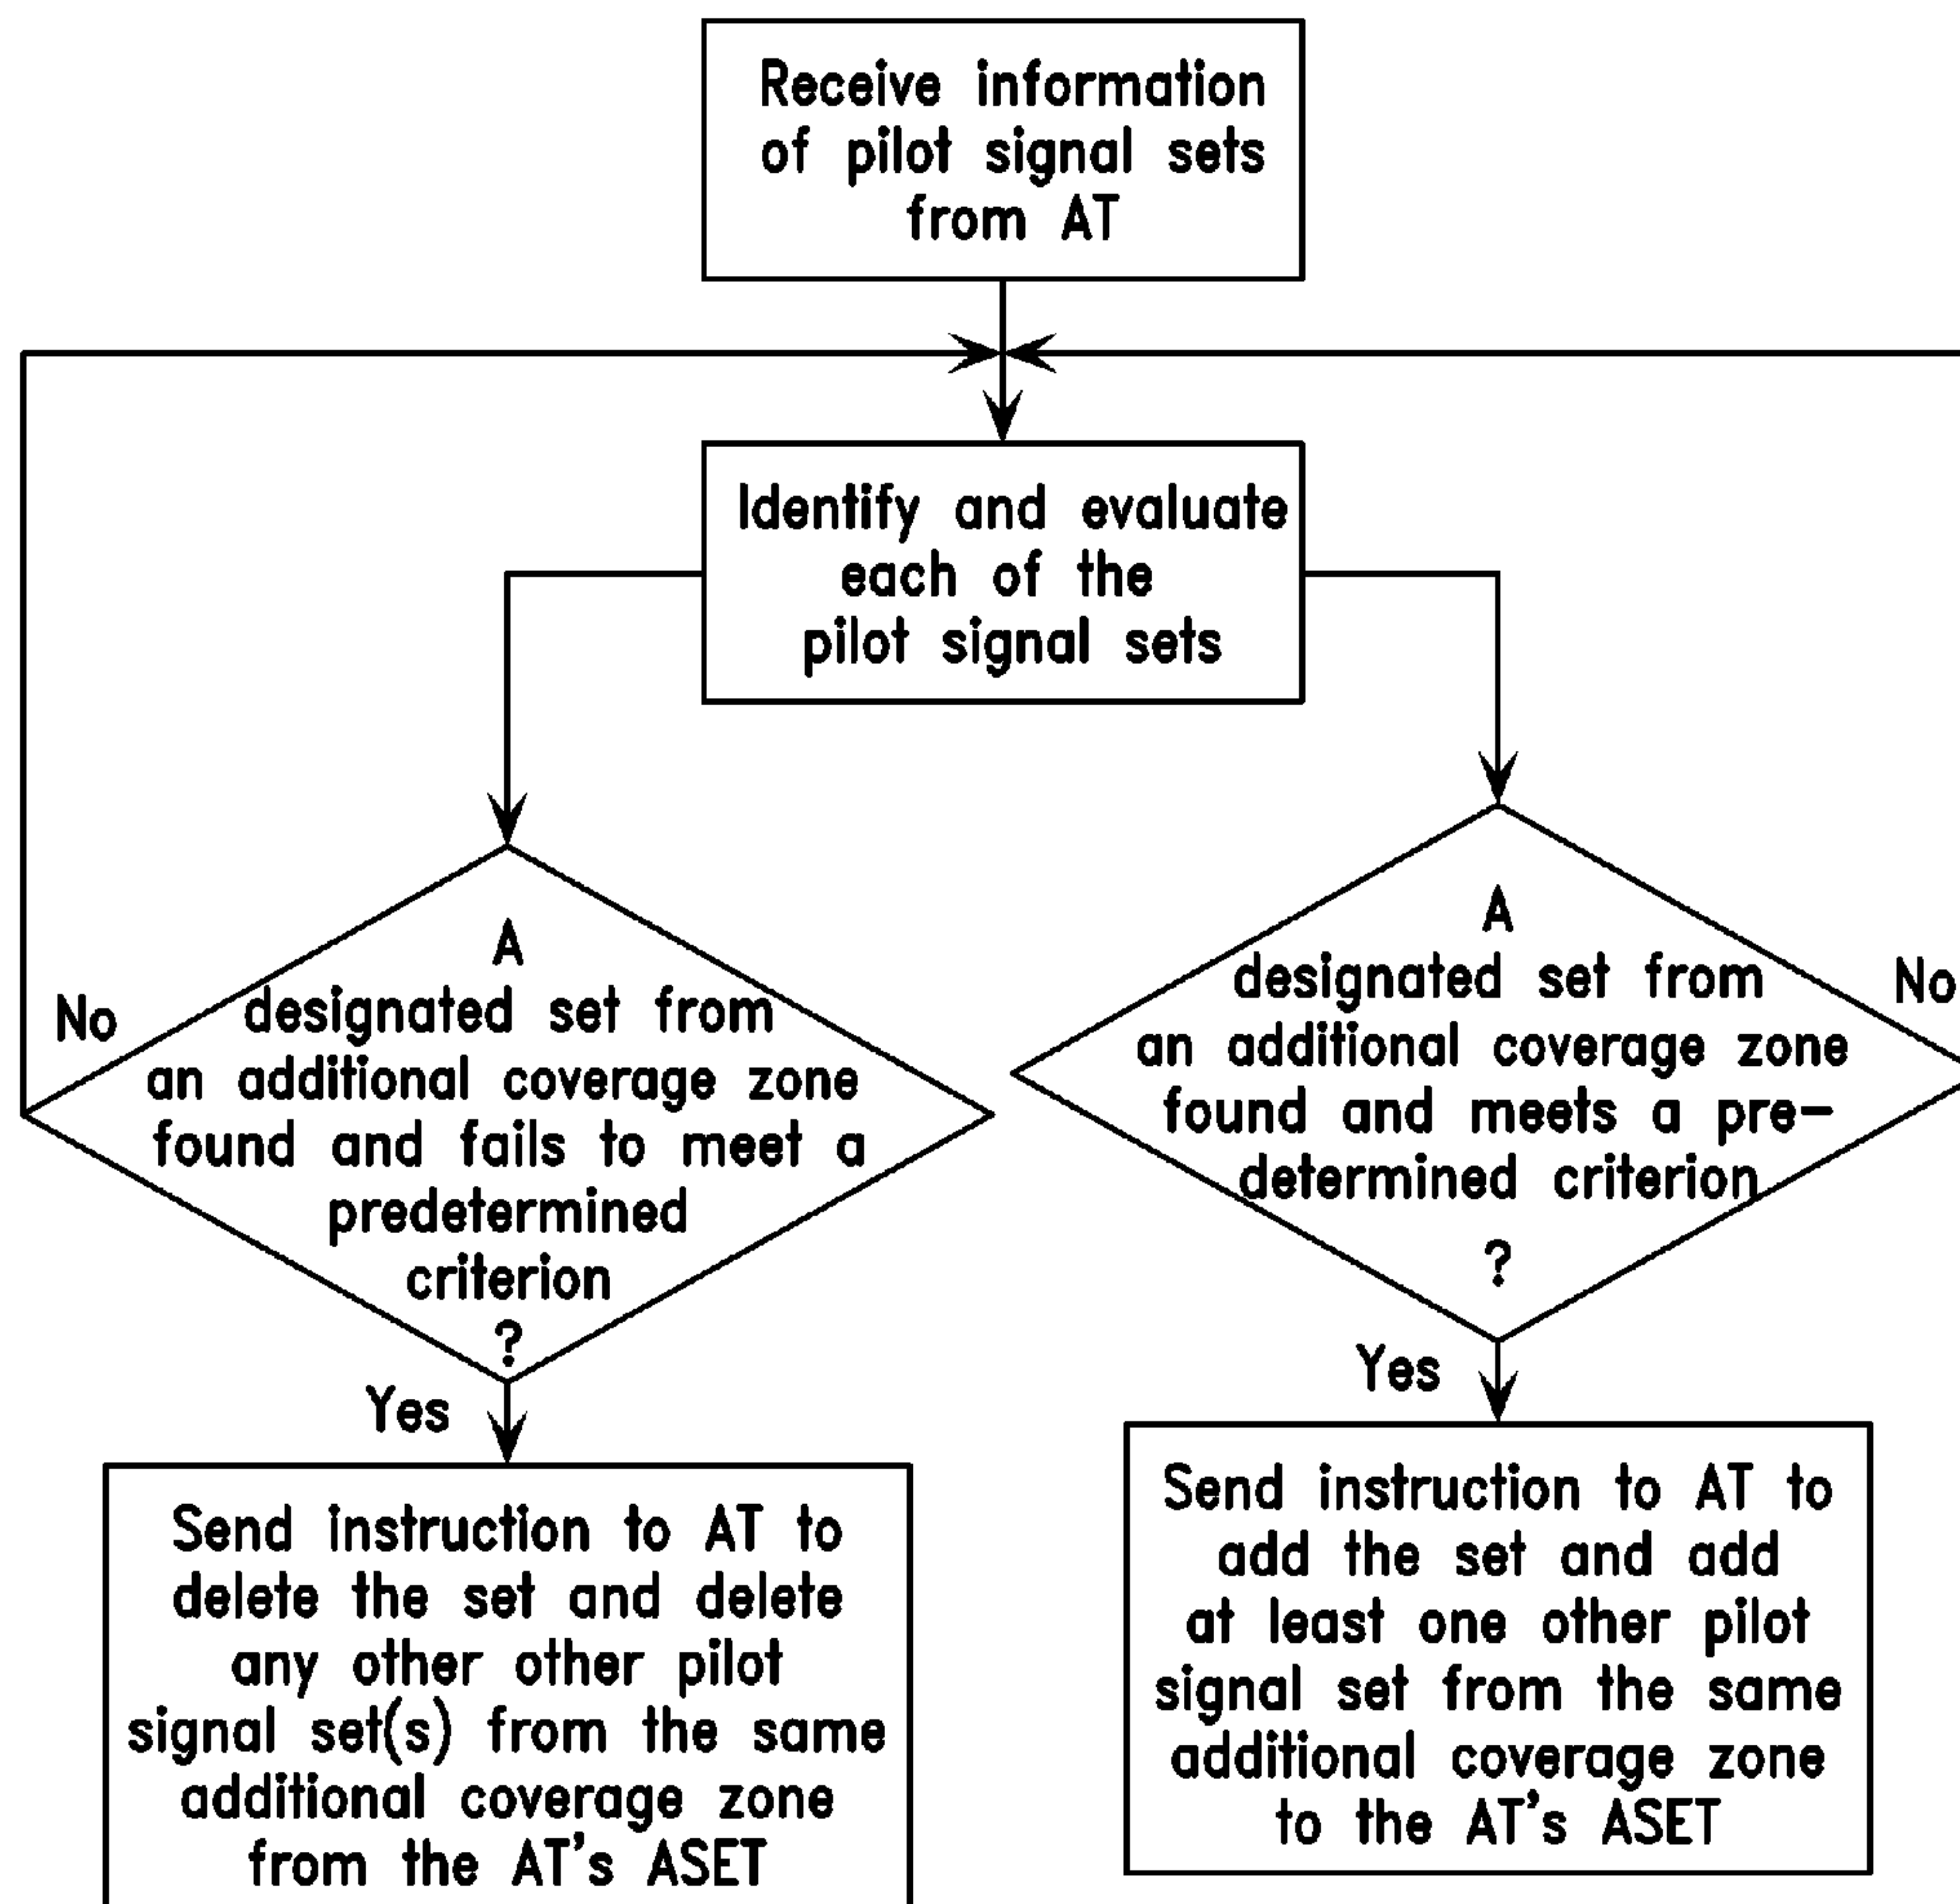 Receive information
of pilot signal sets
from AT
Identify and evaluate
each of the
pilot signal sets
No
A
designated set from
an additional coverage zone
found and fails to meet a
predetermined
criterion
?
Yes
Send instruction to AT to
delete the set and delete
any other other pilot
signal set(s) from the same
additional coverage zone
from the AT's ASET
A
designated set from
an additional coverage zone
found and meets a pre-
determined criterion
?
No
Yes
Send instruction to AT to
add the set and add
at least one other pilot
signal set from the same
additional coverage zone
to the AT's ASET